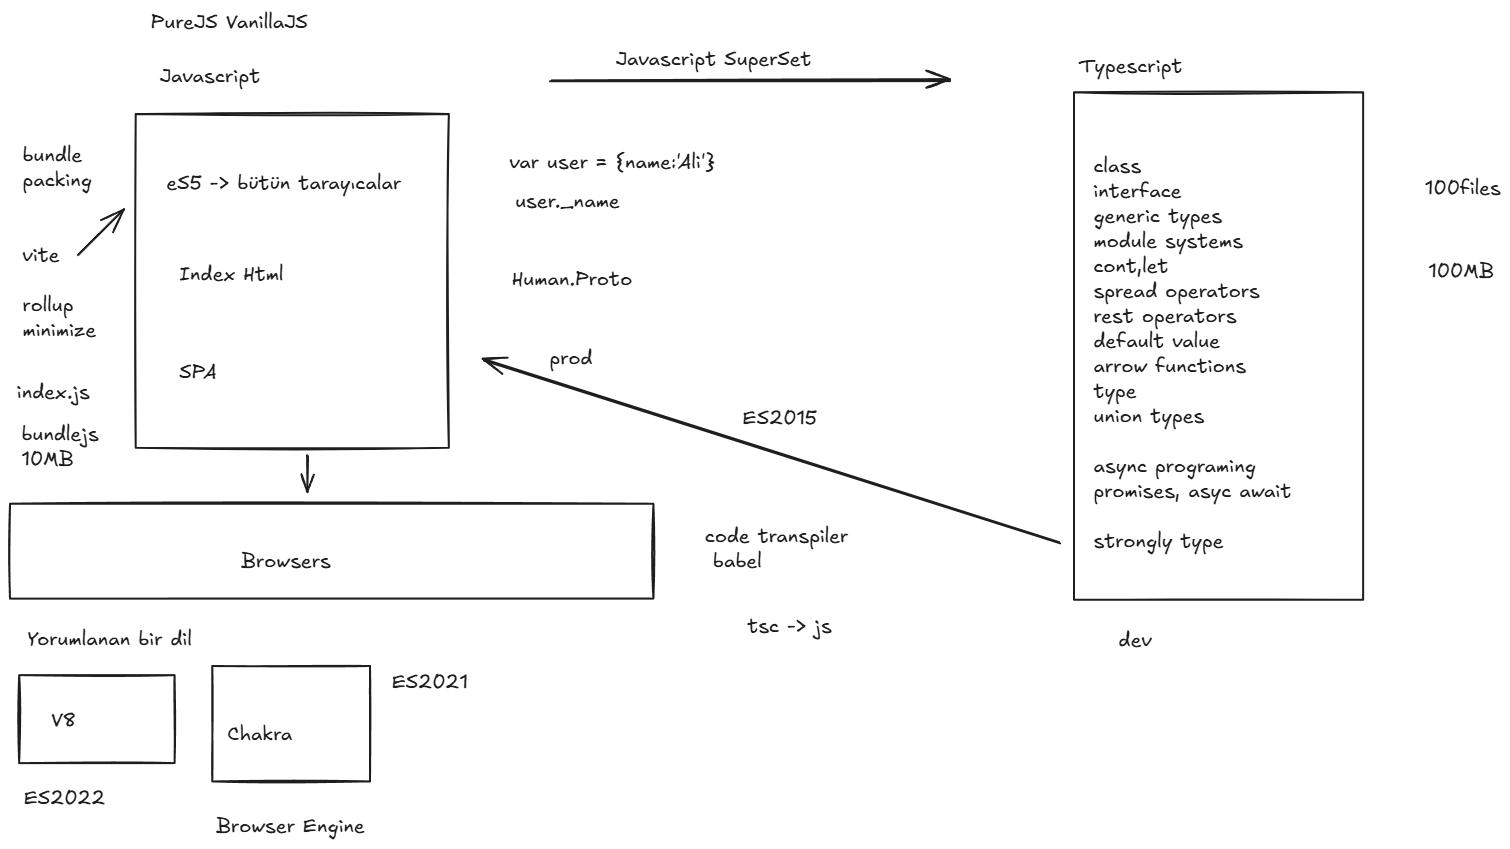 PureJS VanillaJS
Javascript
Javascript SuperSet
Typescript
bundle
packing
eS5 -> bütün tarayıcalar
vite
Index Html
rollup
minimize
SPA
index.js
bundlejs
10MB
var user = {name:'Ali'}
user._name
Human.Proto
prod
ES2015
class
interface
generic types
module systems
cont,let
spread operators
rest operators
default value
arrow functions
type
union types
async programing
promises, asyc await
strongly type
100files
100MB
Browsers
code transpiler
babel
tsc -> js
dev
Yorumlanan bir dil
V8
Chakra
ES2021
ES2022
Browser Engine